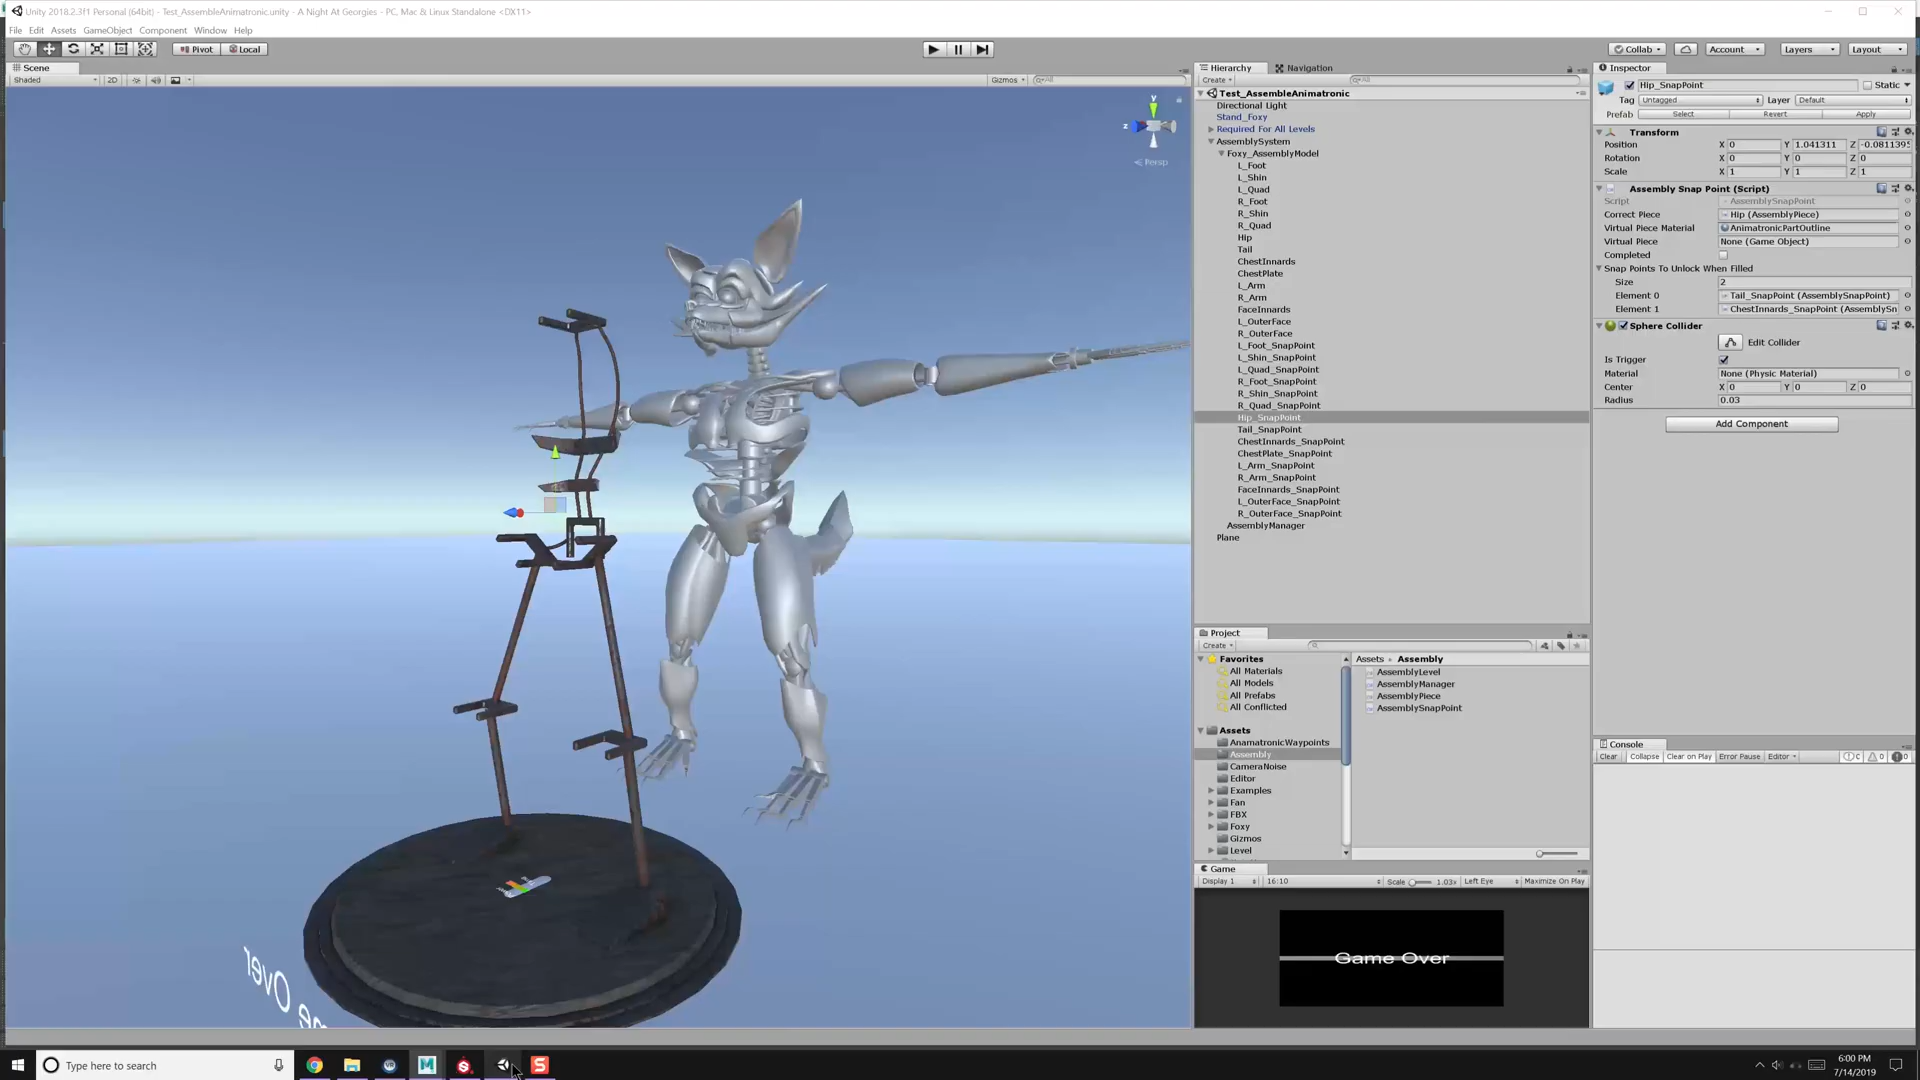 Unity 2018.2.3f1 Personal (64bit) - Test_AssembleAnimatronic.unity - A Night At Georgies - PC, Mac & Linux Standalone <DX11>
File Edit Assets GameObject Component Window Help
Pivot Local Collab Account Layers Layout
Scene
Shaded 2D Gizmos All
y
z
Persp
Game Over
Hierarchy Navigation
Create All
Test_AssembleAnimatronic
Directional Light
Stand_Foxy
Required For All Levels
AssemblySystem
Foxy_AssemblyModel
L_Foot
L_Shin
L_Quad
R_Foot
R_Shin
R_Quad
Hip
Tail
ChestInnards
ChestPlate
L_Arm
R_Arm
FaceInnards
L_OuterFace
R_OuterFace
L_Foot_SnapPoint
L_Shin_SnapPoint
L_Quad_SnapPoint
R_Foot_SnapPoint
R_Shin_SnapPoint
R_Quad_SnapPoint
Hip_SnapPoint
Tail_SnapPoint
ChestInnards_SnapPoint
ChestPlate_SnapPoint
L_Arm_SnapPoint
R_Arm_SnapPoint
FaceInnards_SnapPoint
L_OuterFace_SnapPoint
R_OuterFace_SnapPoint
AssemblyManager
Plane
Project
Create
Favorites
All Materials
All Models
All Prefabs
All Conflicted
Assets
AnamatronicWaypoints
Assembly
CameraNoise
Editor
Examples
Fan
FBX
Foxy
Gizmos
Level
Assets Assembly
AssemblyLevel
AssemblyManager
AssemblyPiece
AssemblySnapPoint
Game
Display 1 16:10 Scale 1.03x Left Eye Maximize On Play
Game Over
Inspector
Hip_SnapPoint Static
Tag Untagged Layer Default
Prefab Select Revert Apply
Transform
Position X 0 Y 1.041311 Z -0.0811395
Rotation X 0 Y 0 Z 0
Scale X 1 Y 1 Z 1
Assembly Snap Point (Script)
Script AssemblySnapPoint
Correct Piece Hip (AssemblyPiece)
Virtual Piece Material AnimatronicPartOutline
Virtual Piece None (Game Object)
Completed
Snap Points To Unlock When Filled
Size 2
Element 0 Tail_SnapPoint (AssemblySnapPoint)
Element 1 ChestInnards_SnapPoint (AssemblySn
Sphere Collider
Edit Collider
Is Trigger
Material None (Physic Material)
Center X 0 Y 0 Z 0
Radius 0.03
Add Component
Console
Clear Collapse Clear on Play Error Pause Editor 0 0 0
Type here to search
6:00 PM
7/14/2019